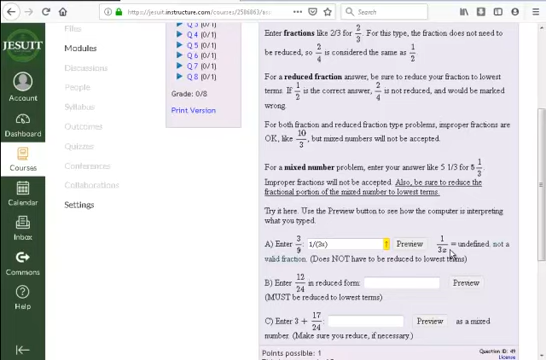 https://jesuit.instructure.com/courses/2586863/ass
Search
JESUIT
Account
Dashboard
Courses
Calendar
Commons
Help
Files
Modules
Discussions
People
Syllabus
Outcomes
Quizzes
Conferences
Collaborations
Settings
Q 4 (0/1)
Q 5 (0/1)
Q 6 (0/1)
Q 7 (0/1)
Q 8 (0/1)
Grade: 0/8
Print Version
Enter fractions like 2/3 for 2/3 For this type, the fraction does not need to
be reduced, so 2/4 is considered the same as 1/2
For a reduced fraction answer, be sure to reduce your fraction to lowest
terms. If 1/2 is the correct answer, 2/4 is not reduced, and would be marked
wrong.
For both fraction and reduced fraction type problems, improper fractions are
OK, like 10/3, but mixed numbers will not be accepted.
For a mixed number problem, enter your answer like 5 1/3 for 5 1/3
Improper fractions will not be accepted. Also, be sure to reduce the
fractional portion of the mixed number to lowest terms.
Try it here. Use the Preview button to see how the computer is interpreting
what you typed.
A) Enter 3/9 1/(3x) Preview 1/3x = undefined, not a
valid fraction. (Does NOT have to be reduced to lowest terms)
B) Enter 12/24 in reduced form: Preview
(MUST be reduced to lowest terms)
C) Enter 3 + 17/24 Preview as a mixed
number. (Make sure you reduce, if necessary.)
Points possible: 1
Question ID: 49
License